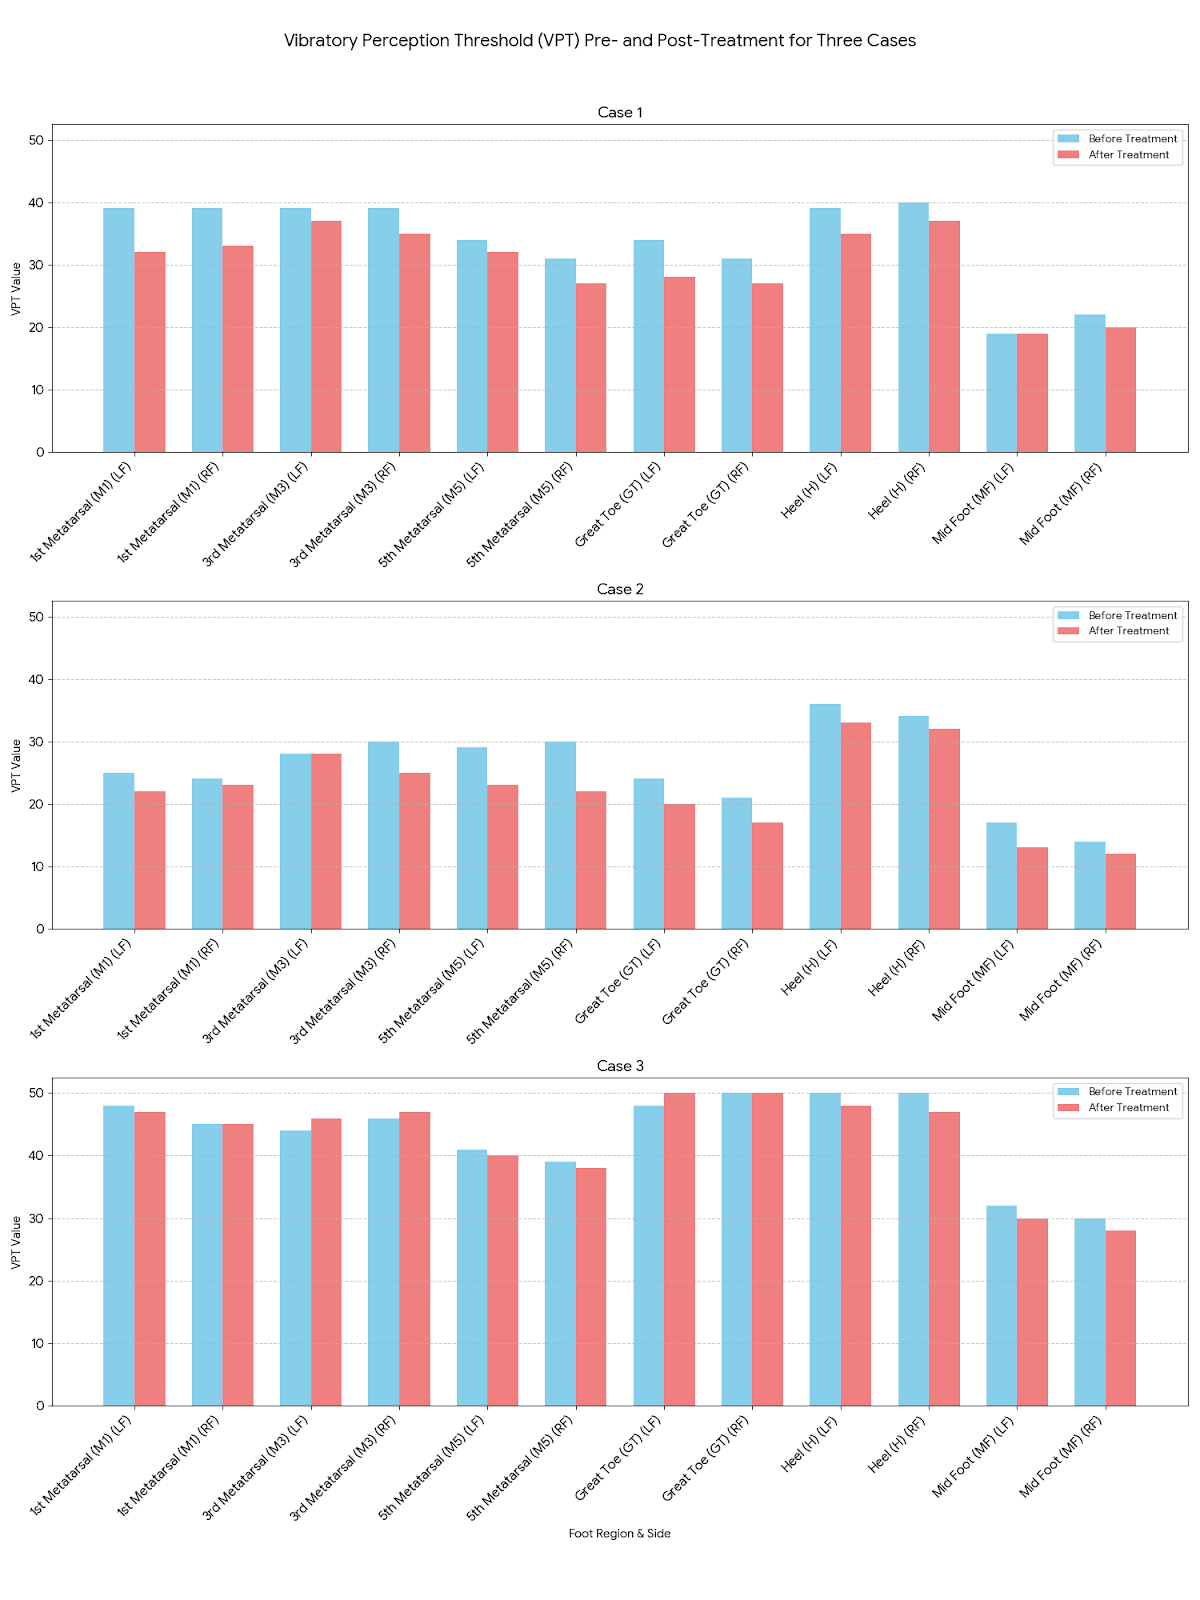 Vibratory Perception Threshold (VPT) Pre- and Post-Treatment for Three Cases
Case 1
Before Treatment
After Treatment
VPT Value
50
40
30
20
10
0
1st Metatarsal (M1) (LF)
1st Metatarsal (M1) (RF)
3rd Metatarsal (M3) (LF)
3rd Metatarsal (M3) (RF)
5th Metatarsal (M5) (LF)
5th Metatarsal (M5) (RF)
Great Toe (GT) (LF)
Great Toe (GT) (RF)
Heel (H) (LF)
Heel (H) (RF)
Mid Foot (MF) (LF)
Mid Foot (MF) (RF)
Case 2
Before Treatment
After Treatment
VPT Value
50
40
30
20
10
0
1st Metatarsal (M1) (LF)
1st Metatarsal (M1) (RF)
3rd Metatarsal (M3) (LF)
3rd Metatarsal (M3) (RF)
5th Metatarsal (M5) (LF)
5th Metatarsal (M5) (RF)
Great Toe (GT) (LF)
Great Toe (GT) (RF)
Heel (H) (LF)
Heel (H) (RF)
Mid Foot (MF) (LF)
Mid Foot (MF) (RF)
Case 3
Before Treatment
After Treatment
VPT Value
50
40
30
20
10
0
1st Metatarsal (M1) (LF)
1st Metatarsal (M1) (RF)
3rd Metatarsal (M3) (LF)
3rd Metatarsal (M3) (RF)
5th Metatarsal (M5) (LF)
5th Metatarsal (M5) (RF)
Great Toe (GT) (LF)
Great Toe (GT) (RF)
Heel (H) (LF)
Heel (H) (RF)
Mid Foot (MF) (LF)
Mid Foot (MF) (RF)
Foot Region & Side